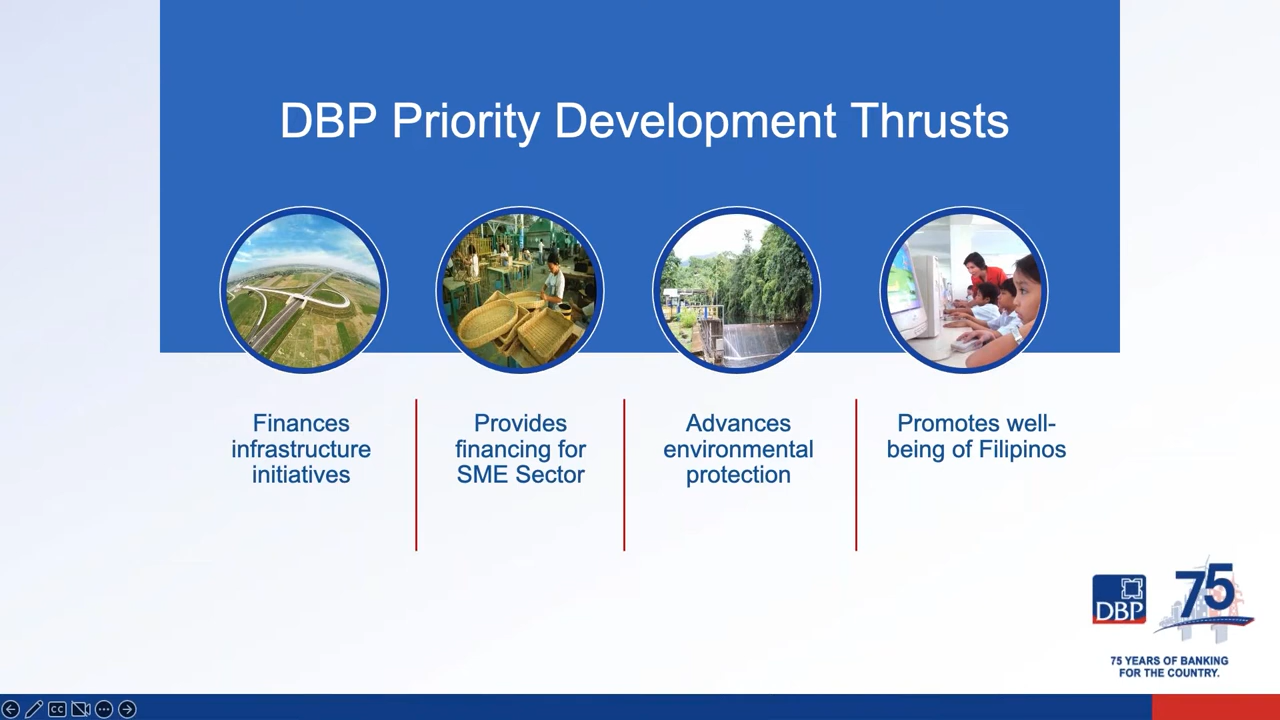 DBP Priority Development Thrusts
Finances
infrastructure
initiatives
Provides
financing for
SME Sector
Advances
environmental
protection
Promotes well-
being of Filipinos
DBP
75
75 YEARS OF BANKING
FOR THE COUNTRY.
CC